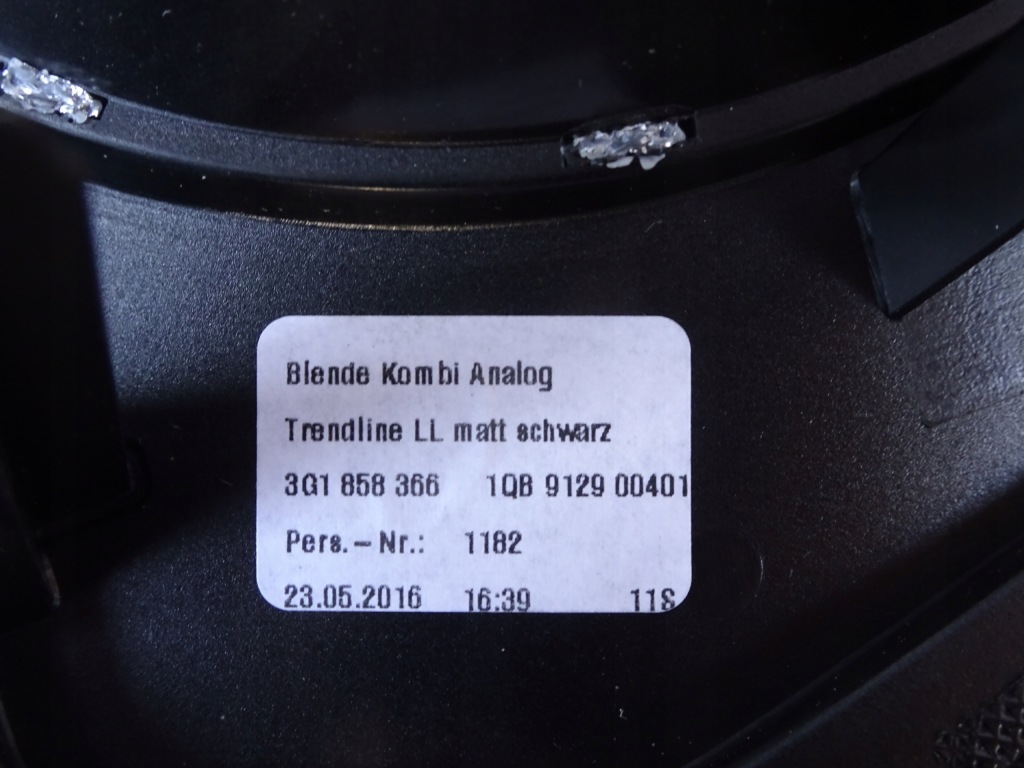 Blende Kombi Analog
Trendline LL matt schwarz
3G1 858 366 1QB 9129 00401
Pers.-Nr.: 1182
23.05.2016 16:39 118